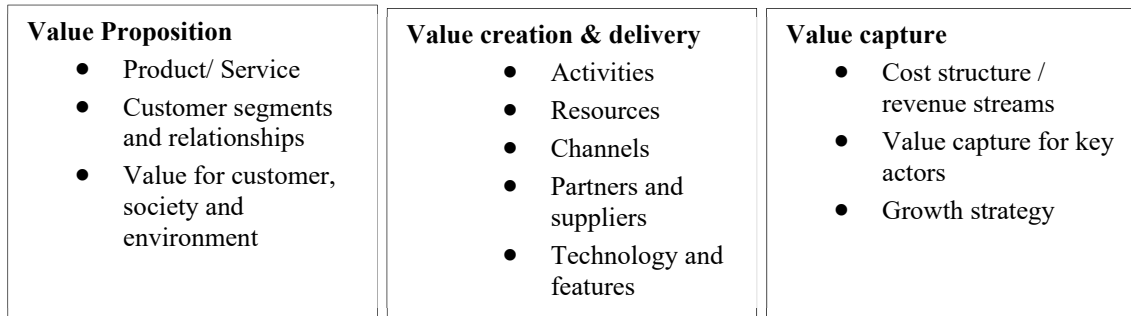 Value Proposition
● Product/ Service
● Customer segments
and relationships
● Value for customer,
society and
environment
Value creation & delivery
● Activities
● Resources
● Channels
● Partners and
suppliers
● Technology and
features
Value capture
● Cost structure /
revenue streams
● Value capture for key
actors
● Growth strategy